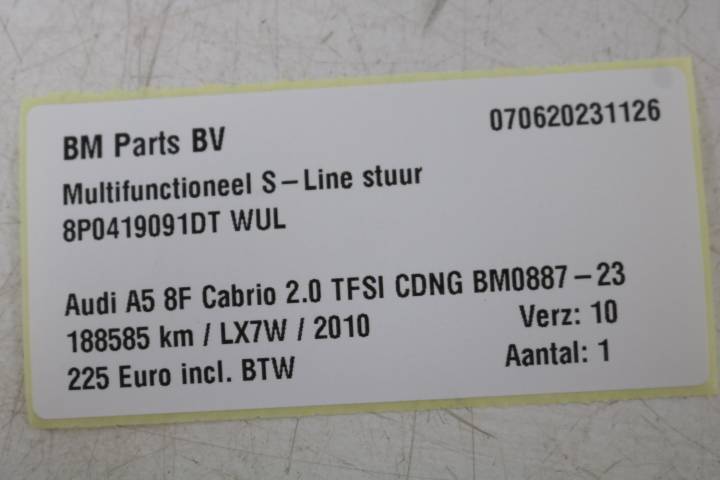 BM Parts BV 070620231126
Multifunctioneel S-Line stuur
8P0419091DT WUL
Audi A5 8F Cabrio 2.0 TFSI CDNG BM0887-23
188585 km / LX7W / 2010 Verz: 10
225 Euro incl. BTW Aantal: 1